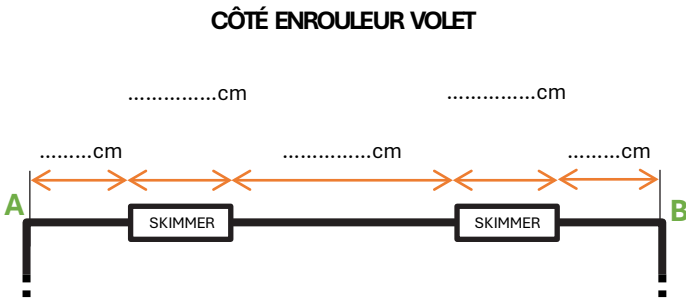 CÔTÉ ENROULEUR VOLET
...............cm ...............cm
.........cm ...............cm .........cm
A B
SKIMMER SKIMMER